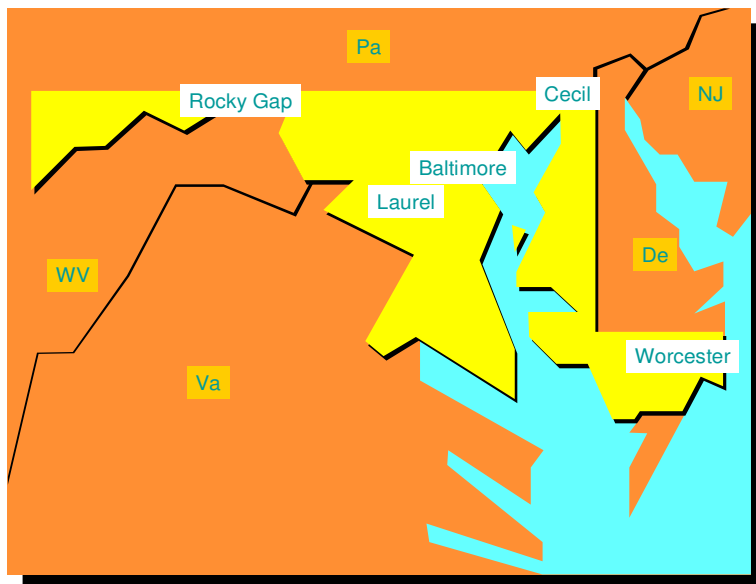 Pa
Rocky Gap
Cecil
NJ
Baltimore
Laurel
WV
De
Worcester
Va